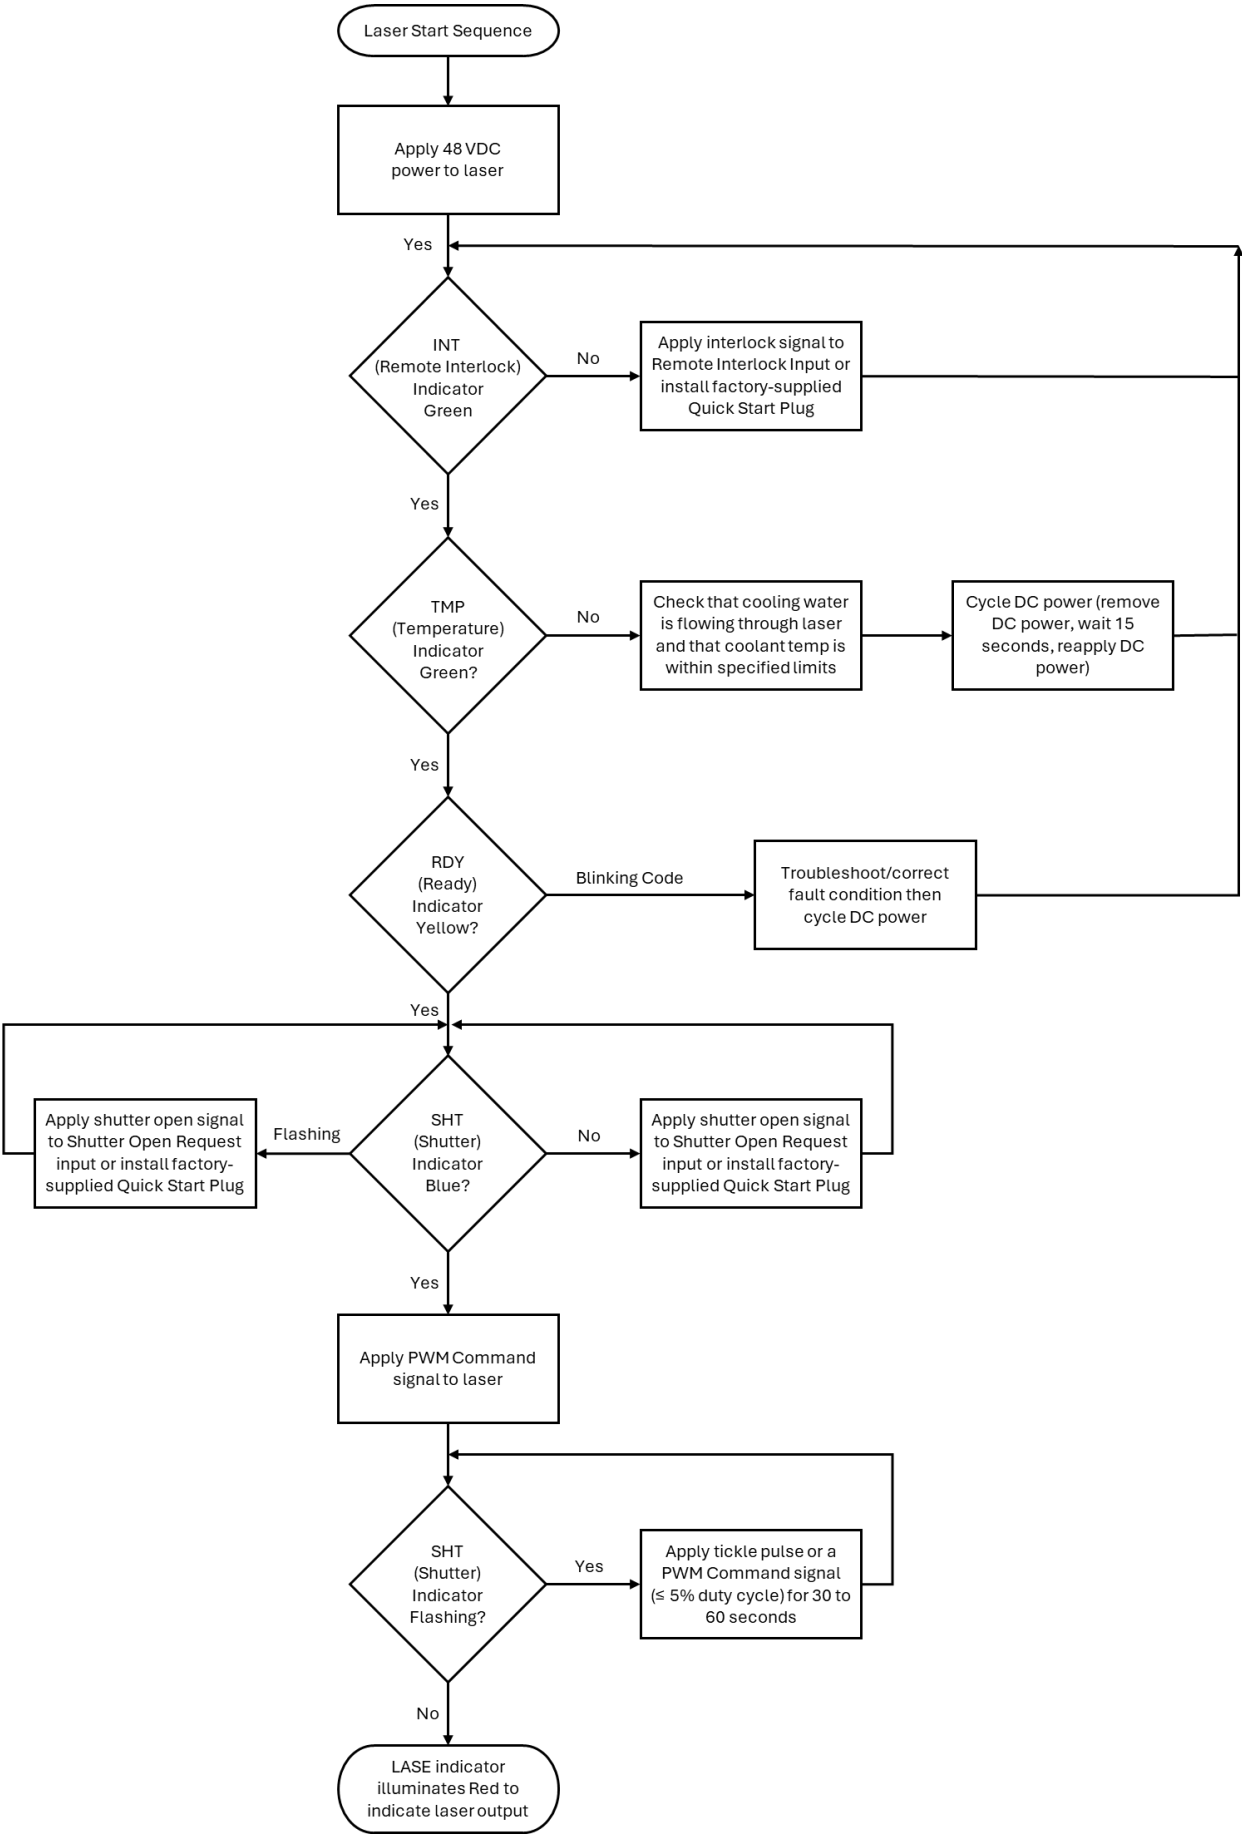 Laser Start Sequence
Apply 48 VDC
power to laser
Yes
INT
(Remote Interlock)
Indicator
Green
No
Apply interlock signal to
Remote Interlock Input or
install factory-supplied
Quick Start Plug
Yes
TMP
(Temperature)
Indicator
Green?
No
Check that cooling water
is flowing through laser
and that coolant temp is
within specified limits
Cycle DC power (remove
DC power, wait 15
seconds, reapply DC
power)
Yes
RDY
(Ready)
Indicator
Yellow?
Blinking Code
Troubleshoot/correct
fault condition then
cycle DC power
Yes
Apply shutter open signal
to Shutter Open Request
input or install factory-
supplied Quick Start Plug
Flashing
SHT
(Shutter)
Indicator
Blue?
No
Apply shutter open signal
to Shutter Open Request
input or install factory-
supplied Quick Start Plug
Yes
Apply PWM Command
signal to laser
SHT
(Shutter)
Indicator
Flashing?
Yes
Apply tickle pulse or a
PWM Command signal
(≤ 5% duty cycle) for 30 to
60 seconds
No
LASE indicator
illuminates Red to
indicate laser output